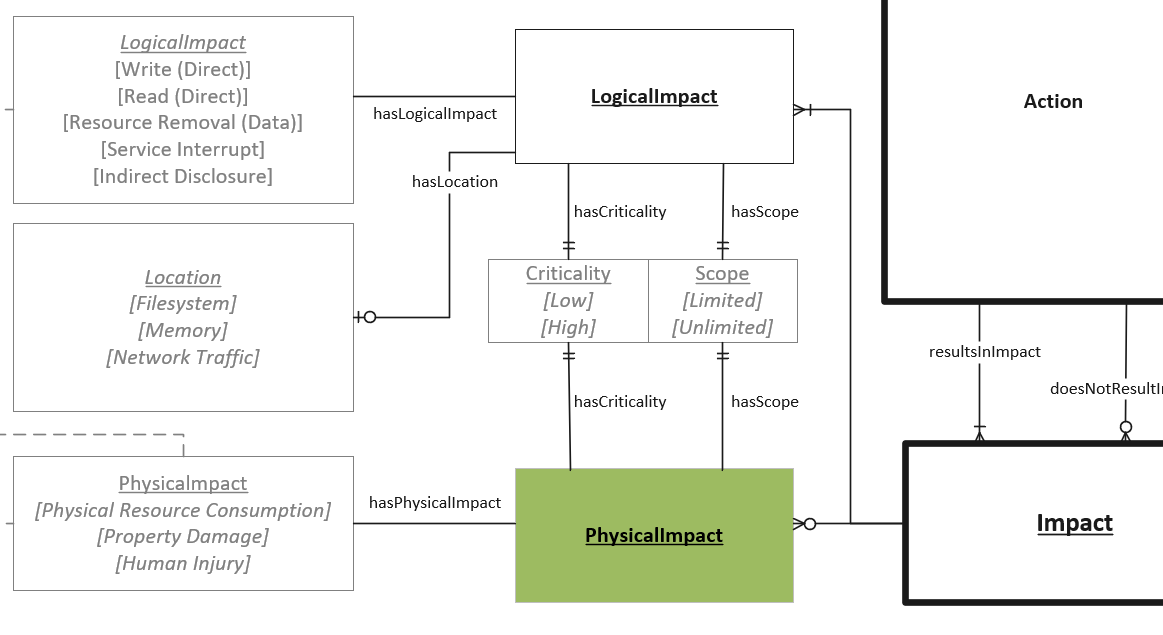 LogicalImpact
[Write (Direct)]
[Read (Direct)]
[Resource Removal (Data)]
[Service Interrupt]
[Indirect Disclosure]
hasLogicalImpact
LogicalImpact
Action
hasLocation
Location
[Filesystem]
[Memory]
[Network Traffic]
hasCriticality
hasScope
Criticality
[Low]
[High]
Scope
[Limited]
[Unlimited]
hasCriticality
hasScope
resultsInImpact
doesNotResultI
PhysicaImpact
[Physical Resource Consumption]
[Property Damage]
[Human Injury]
hasPhysicalImpact
PhysicalImpact
Impact